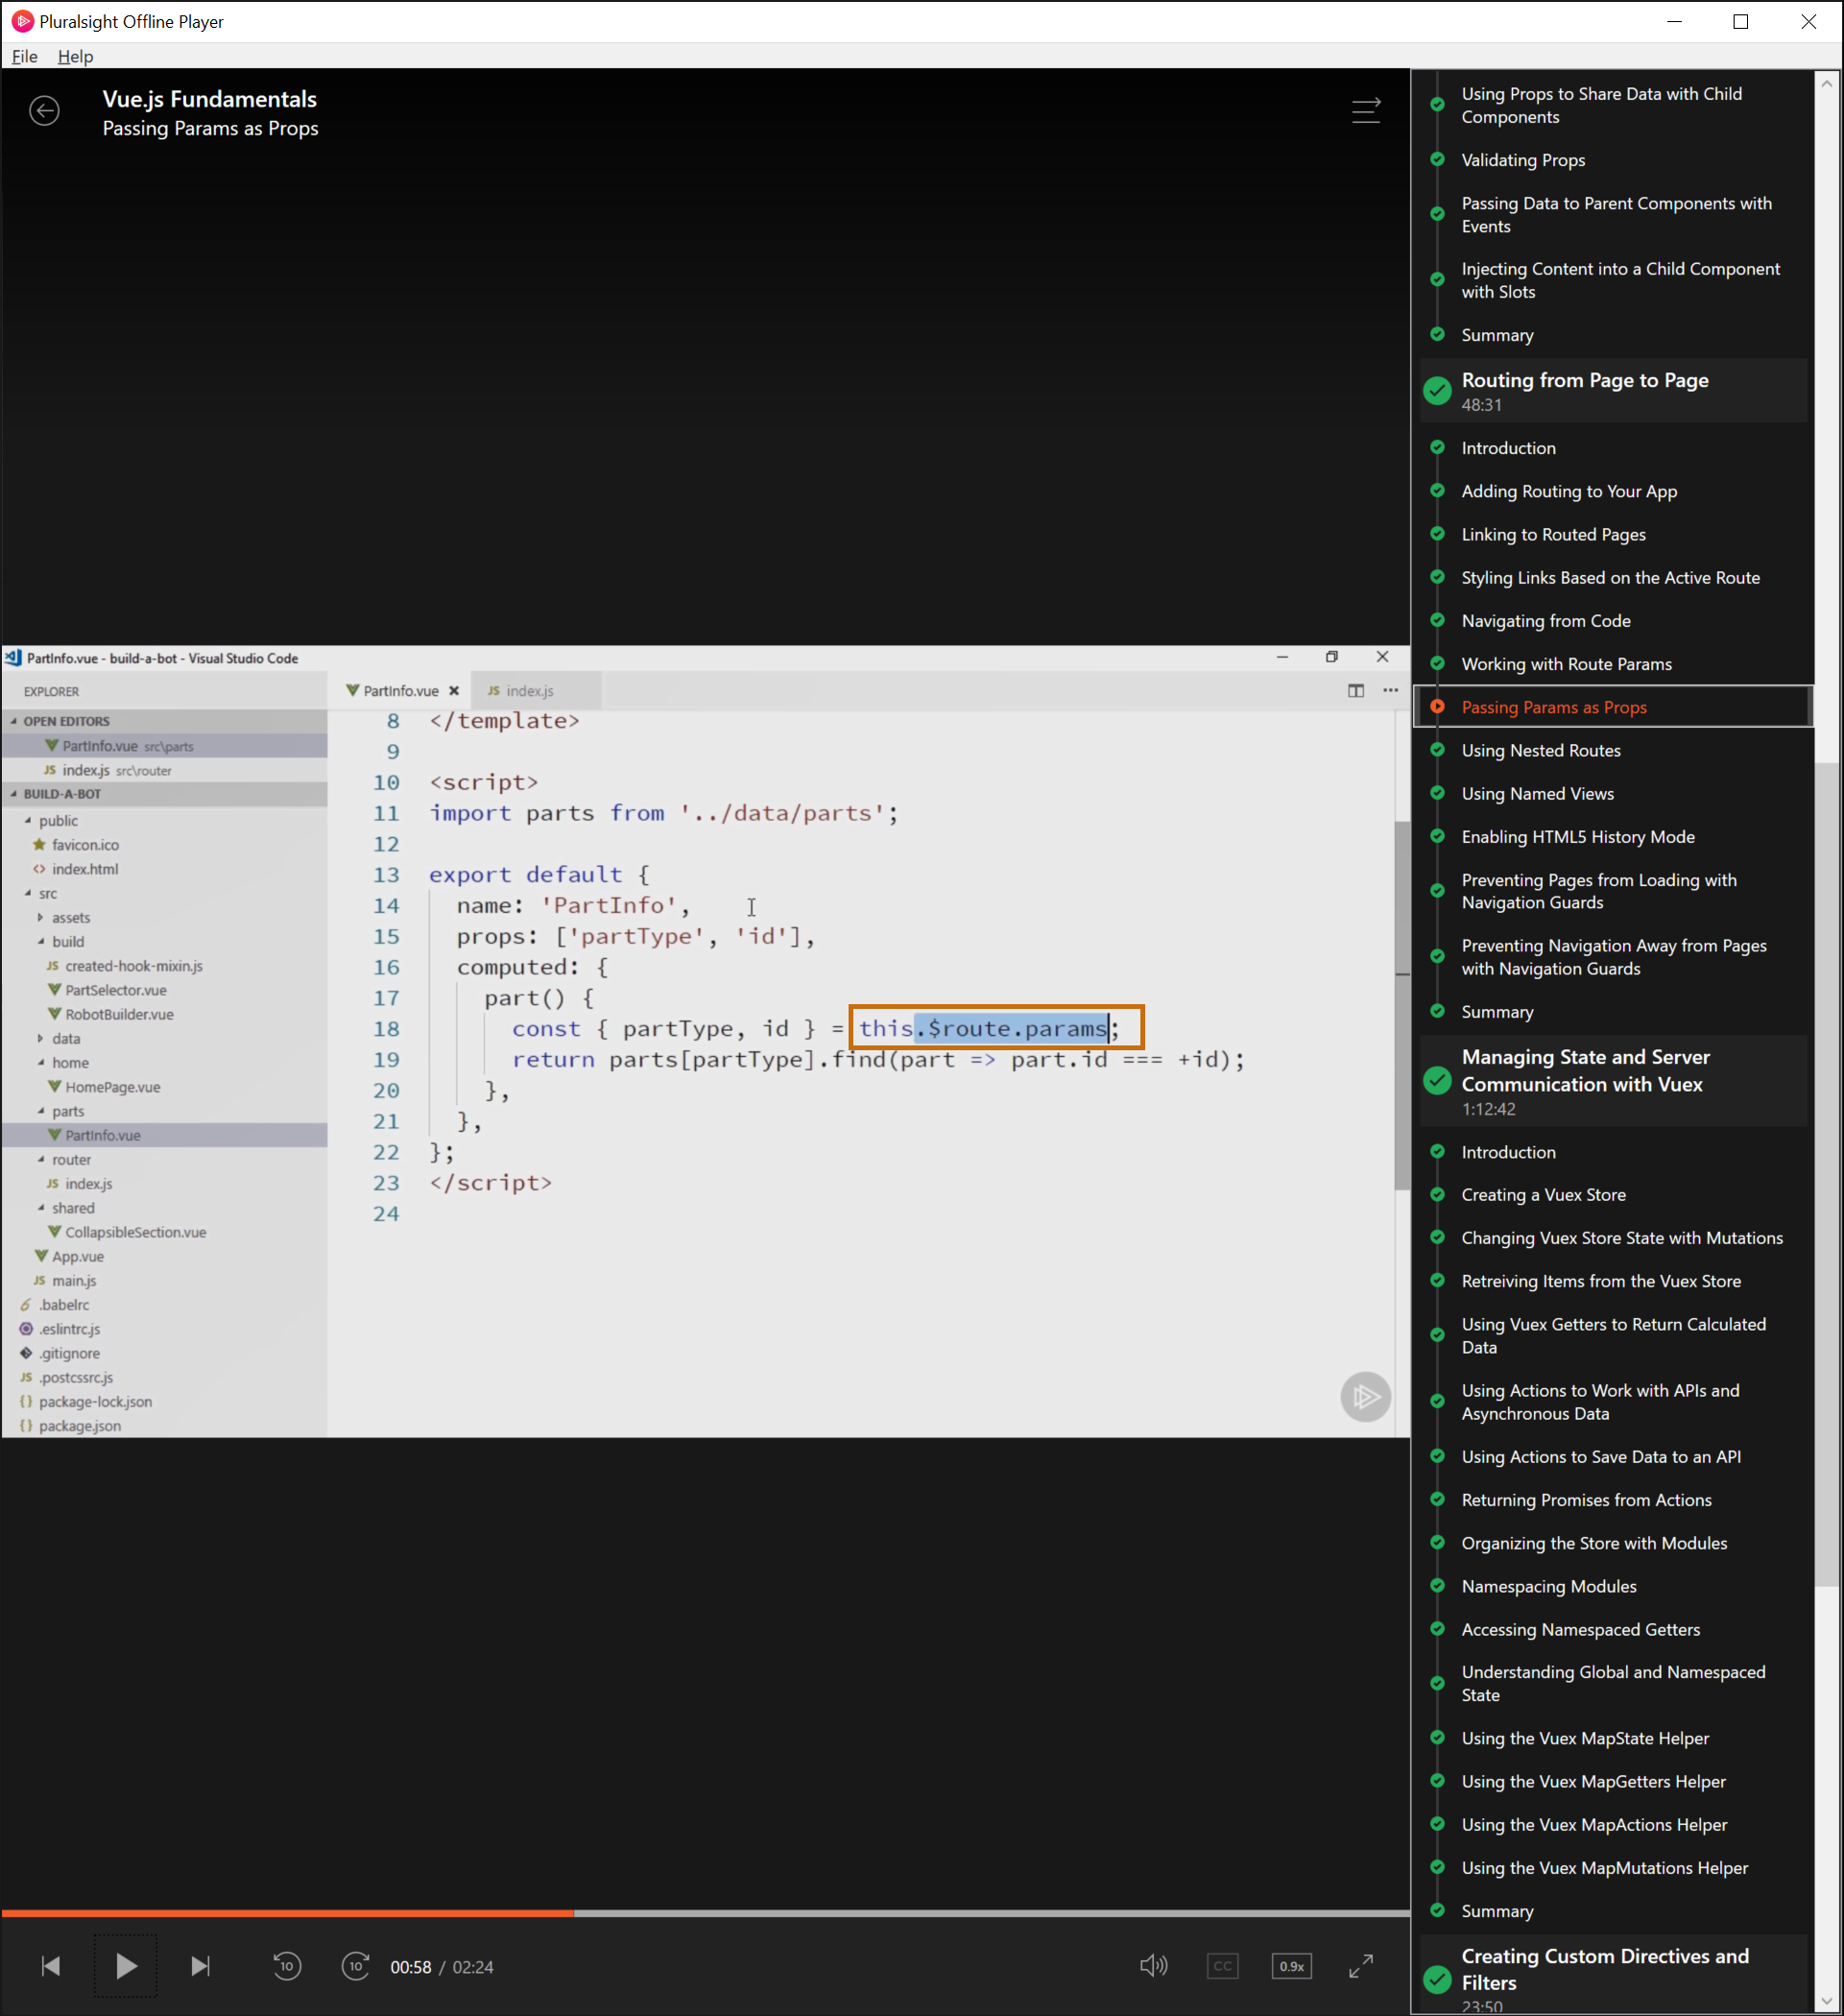 Pluralsight Offline Player
File Help
Vue.js Fundamentals
Passing Params as Props
PartInfo.vue - build-a-bot - Visual Studio Code
EXPLORER
OPEN EDITORS
PartInfo.vue src\parts
JS index.js src\router
BUILD-A-BOT
public
favicon.ico
<> index.html
src
assets
build
JS created-hook-mixin.js
PartSelector.vue
RobotBuilder.vue
data
home
HomePage.vue
parts
PartInfo.vue
router
JS index.js
shared
CollapsibleSection.vue
App.vue
JS main.js
.babelrc
.eslintrc.js
.gitignore
JS .postcssrc.js
{} package-lock.json
{} package.json
PartInfo.vue JS index.js
8 </template>
9
10 <script>
11 import parts from '../data/parts';
12
13 export default {
14 name: 'PartInfo',
15 props: ['partType', 'id'],
16 computed: {
17 part() {
18 const { partType, id } = this.$route.params;
19 return parts[partType].find(part => part.id === +id);
20 },
21 },
22 };
23 </script>
24
10 10 00:58 / 02:24 CC 0.9x
Using Props to Share Data with Child
Components
Validating Props
Passing Data to Parent Components with
Events
Injecting Content into a Child Component
with Slots
Summary
Routing from Page to Page
48:31
Introduction
Adding Routing to Your App
Linking to Routed Pages
Styling Links Based on the Active Route
Navigating from Code
Working with Route Params
Passing Params as Props
Using Nested Routes
Using Named Views
Enabling HTML5 History Mode
Preventing Pages from Loading with
Navigation Guards
Preventing Navigation Away from Pages
with Navigation Guards
Summary
Managing State and Server
Communication with Vuex
1:12:42
Introduction
Creating a Vuex Store
Changing Vuex Store State with Mutations
Retreiving Items from the Vuex Store
Using Vuex Getters to Return Calculated
Data
Using Actions to Work with APIs and
Asynchronous Data
Using Actions to Save Data to an API
Returning Promises from Actions
Organizing the Store with Modules
Namespacing Modules
Accessing Namespaced Getters
Understanding Global and Namespaced
State
Using the Vuex MapState Helper
Using the Vuex MapGetters Helper
Using the Vuex MapActions Helper
Using the Vuex MapMutations Helper
Summary
Creating Custom Directives and
Filters
23:50